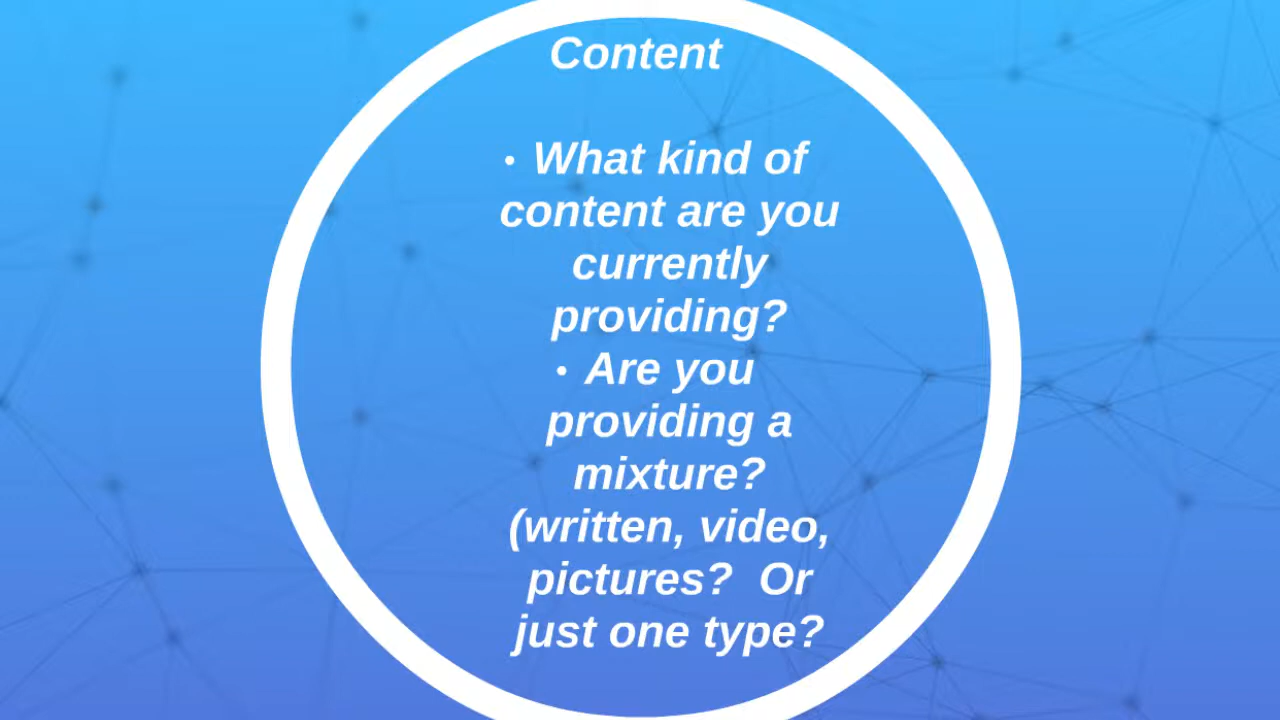 Content
• What kind of
content are you
currently
providing?
• Are you
providing a
mixture?
(written, video,
pictures?  Or
just one type?